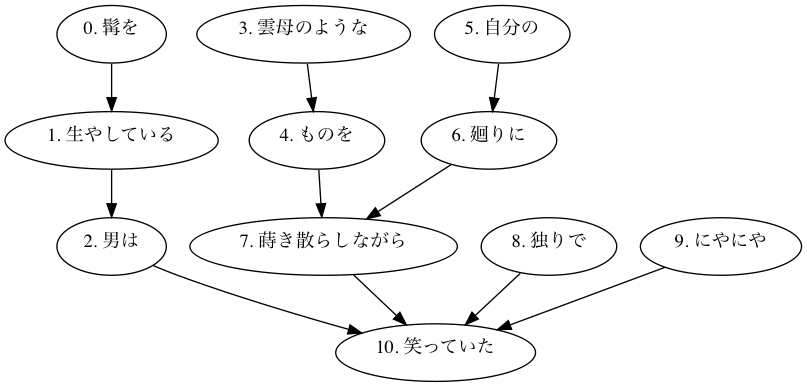 0. 髯を
3. 雲母のような
5. 自分の
1. 生やしている
4. ものを
6. 廻りに
2. 男は
7. 蒔き散らしながら
8. 独りで
9. にやにや
10. 笑っていた